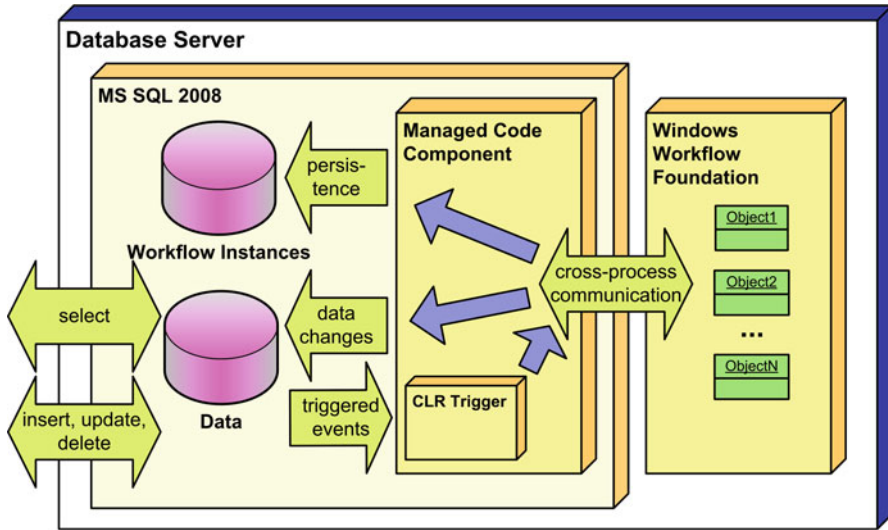 Database Server
MS SQL 2008
Managed Code
Component
Windows
Workflow
Foundation
persis-
tence
Workflow Instances
Object1
cross-process
communication
Object2
...
ObjectN
select
data
changes
Data
triggered
events
CLR Trigger
insert, update,
delete